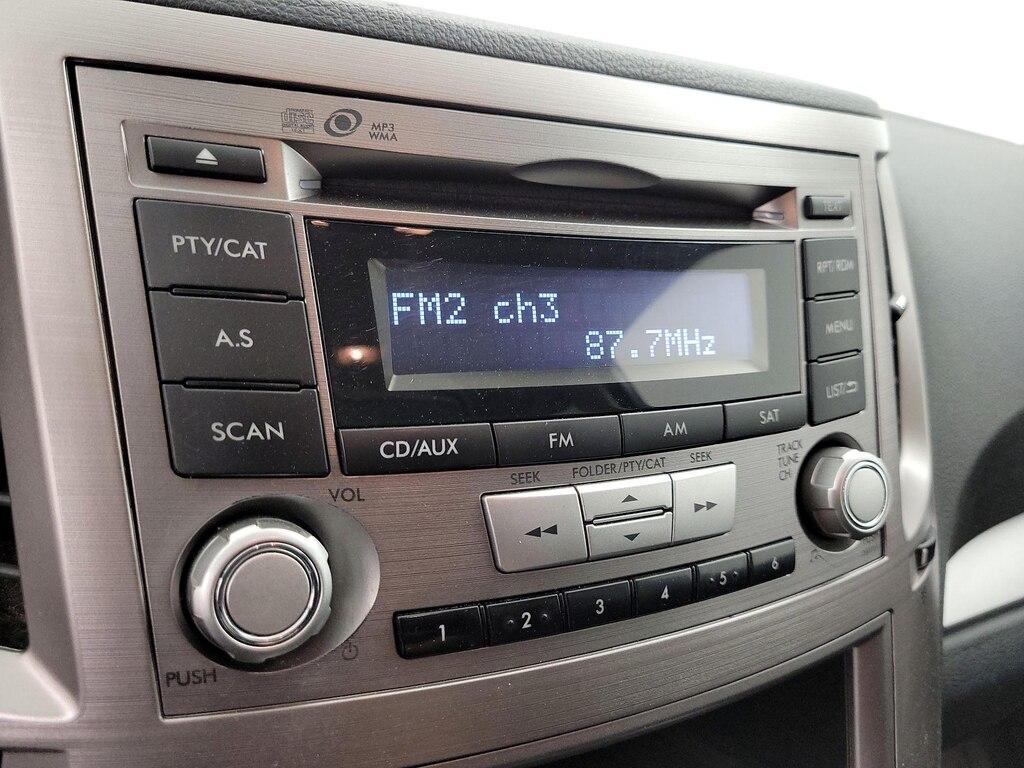 MP3
WMA
TEXT
PTY/CAT
RPT/RDM
FM2 ch3
A.S
MENU
87.7MHz
LIST/
SCAN
CD/AUX
FM
AM
SAT
VOL
SEEK
FOLDER/PTY/CAT
SEEK
TRACK
TUNE
CH
1
2
3
4
5
6
PUSH